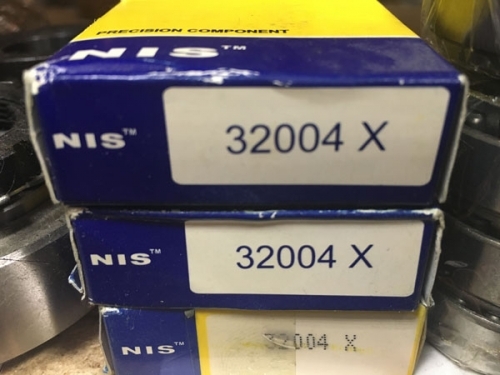 PRECISION COMPONENT
NIS™
NIS™ 32004 X
NIS™ 32004 X
NIS™ 32004 X